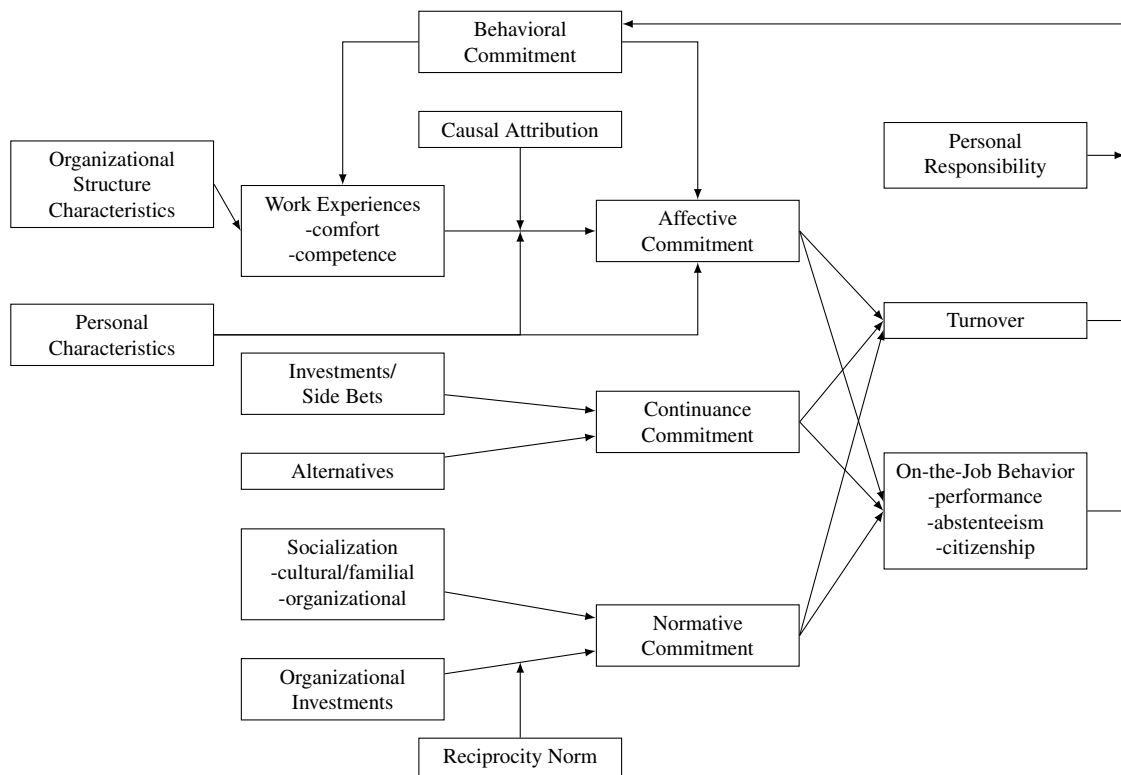 Behavioral
Commitment
Causal Attribution
Personal
Responsibility
Organizational
Structure
Characteristics
Work Experiences
-comfort
-competence
Affective
Commitment
Personal
Characteristics
Turnover
Investments/
Side Bets
Continuance
Commitment
Alternatives
On-the-Job Behavior
-performance
-abstenteeism
-citizenship
Socialization
-cultural/familial
-organizational
Normative
Commitment
Organizational
Investments
Reciprocity Norm